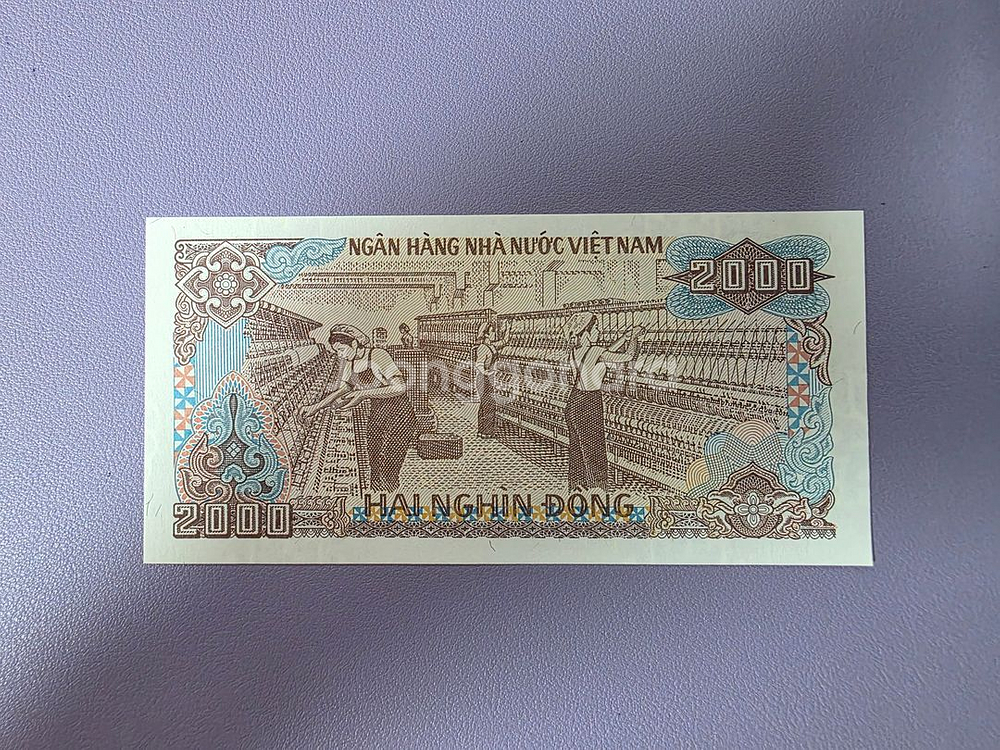 NGÂN HÀNG NHÀ NƯỚC VIỆT NAM
2000
2000
HAI NGHÌN ĐỒNG